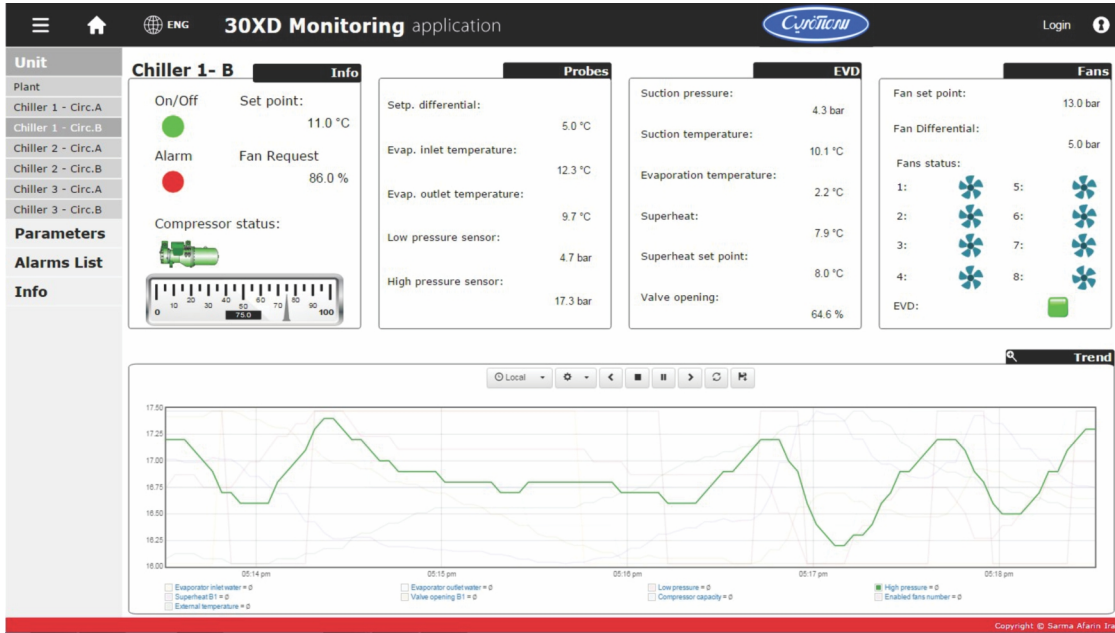 ENG
30XD Monitoring application
Login
Unit
Plant
Chiller 1 - Circ.A
Chiller 1 - Circ.B
Chiller 2 - Circ.A
Chiller 2 - Circ.B
Chiller 3 - Circ.A
Chiller 3 - Circ.B
Parameters
Alarms List
Info
Chiller 1- B
Info
On/Off
Set point:
11.0 °C
Alarm
Fan Request
86.0 %
Compressor status:
0 10 20 30 40 50 60 70 80 90 100
75.0
Probes
Setp. differential:
5.0 °C
Evap. inlet temperature:
12.3 °C
Evap. outlet temperature:
9.7 °C
Low pressure sensor:
4.7 bar
High pressure sensor:
17.3 bar
EVD
Suction pressure:
4.3 bar
Suction temperature:
10.1 °C
Evaporation temperature:
2.2 °C
Superheat:
7.9 °C
Superheat set point:
8.0 °C
Valve opening:
64.6 %
Fans
Fan set point:
13.0 bar
Fan Differential:
5.0 bar
Fans status:
1: 5:
2: 6:
3: 7:
4: 8:
EVD:
Trend
Local
17.50
17.25
17.00
16.75
16.50
16.25
16.00
05:14 pm 05:15 pm 05:16 pm 05:17 pm 05:18 pm
Evaporator inlet water = 0 Evaporator outlet water = 0 Low pressure = 0 High pressure = 0
Superheat B1 = 0 Valve opening B1 = 0 Compressor capacity = 0 Enabled fans number = 0
External temperature = 0
Copyright © Sarma Afarin Ira